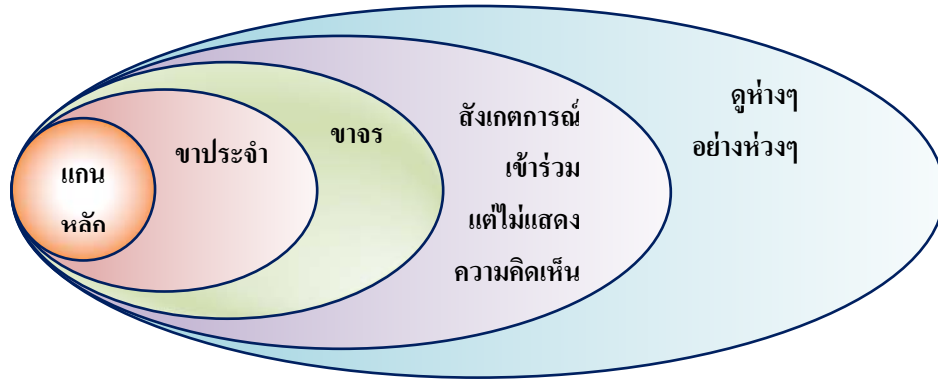 แกน
หลัก
ขาประจำ
ขาจร
สังเกตการณ์
เข้าร่วม
แต่ไม่แสดง
ความคิดเห็น
ดูห่างๆ
อย่างห่วงๆ